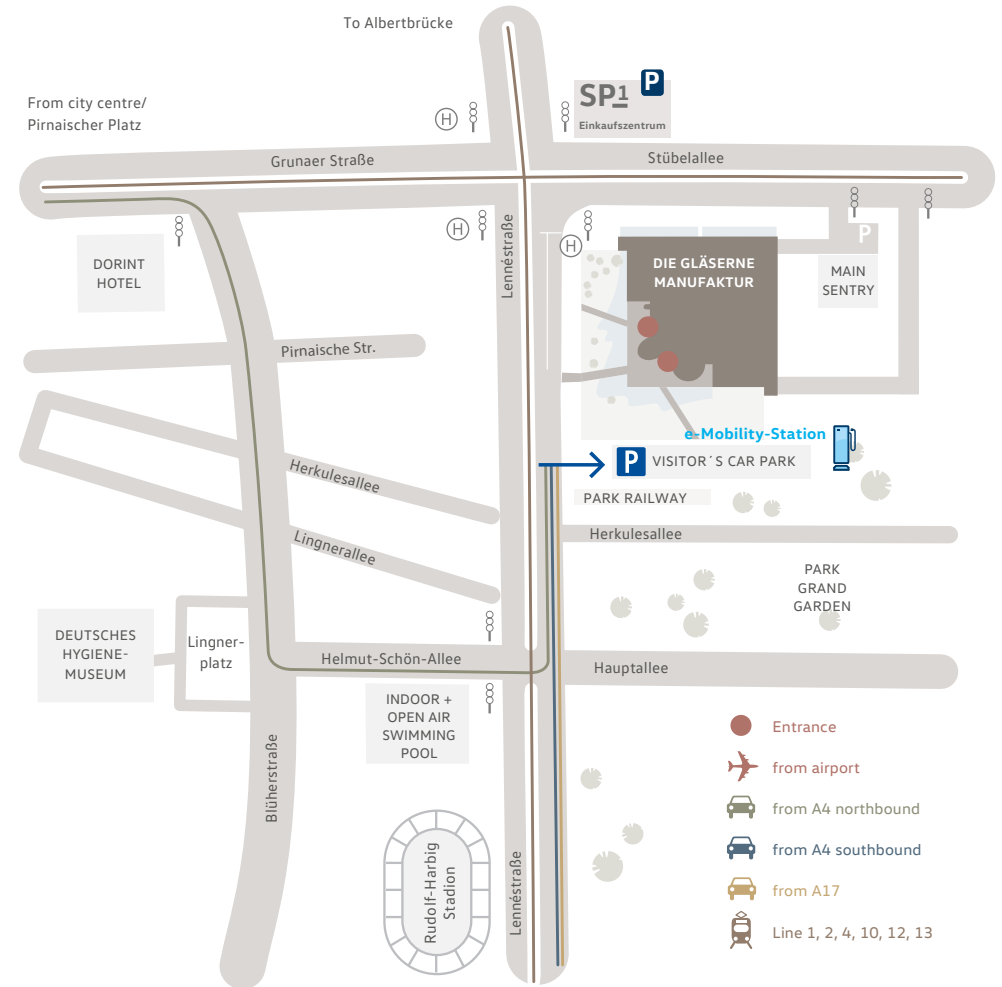 To Albertbrücke
From city centre/
Pirnaischer Platz
H
SP1
P
Einkaufszentrum
Grunaer Straße
Stübelallee
H
H
Lennéstraße
P
DORINT
HOTEL
DIE GLÄSERNE
MANUFAKTUR
MAIN
SENTRY
Pirnaische Str.
e-Mobility-Station
P
VISITOR´S CAR PARK
Herkulesallee
PARK RAILWAY
Lingnerallee
Herkulesallee
PARK
GRAND
GARDEN
DEUTSCHES
HYGIENE-
MUSEUM
Lingner-
platz
Helmut-Schön-Allee
Hauptallee
INDOOR +
OPEN AIR
SWIMMING
POOL
Blüherstraße
Rudolf-Harbig
Stadion
Lennéstraße
Entrance
from airport
from A4 northbound
from A4 southbound
from A17
Line 1, 2, 4, 10, 12, 13